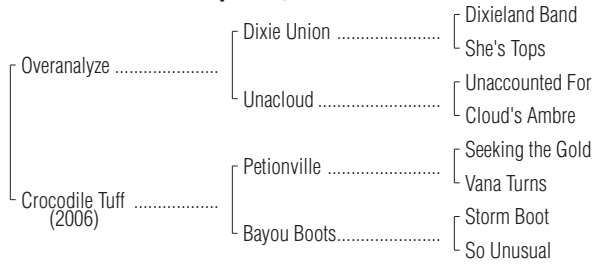 Dixieland Band
Dixie Union ....................
She's Tops
Overanalyze ....................
Unaccounted For
Unacloud ........................
Cloud's Ambre
Seeking the Gold
Petionville ......................
Vana Turns
Crocodile Tuff .................
(2006)
Storm Boot
Bayou Boots....................
So Unusual